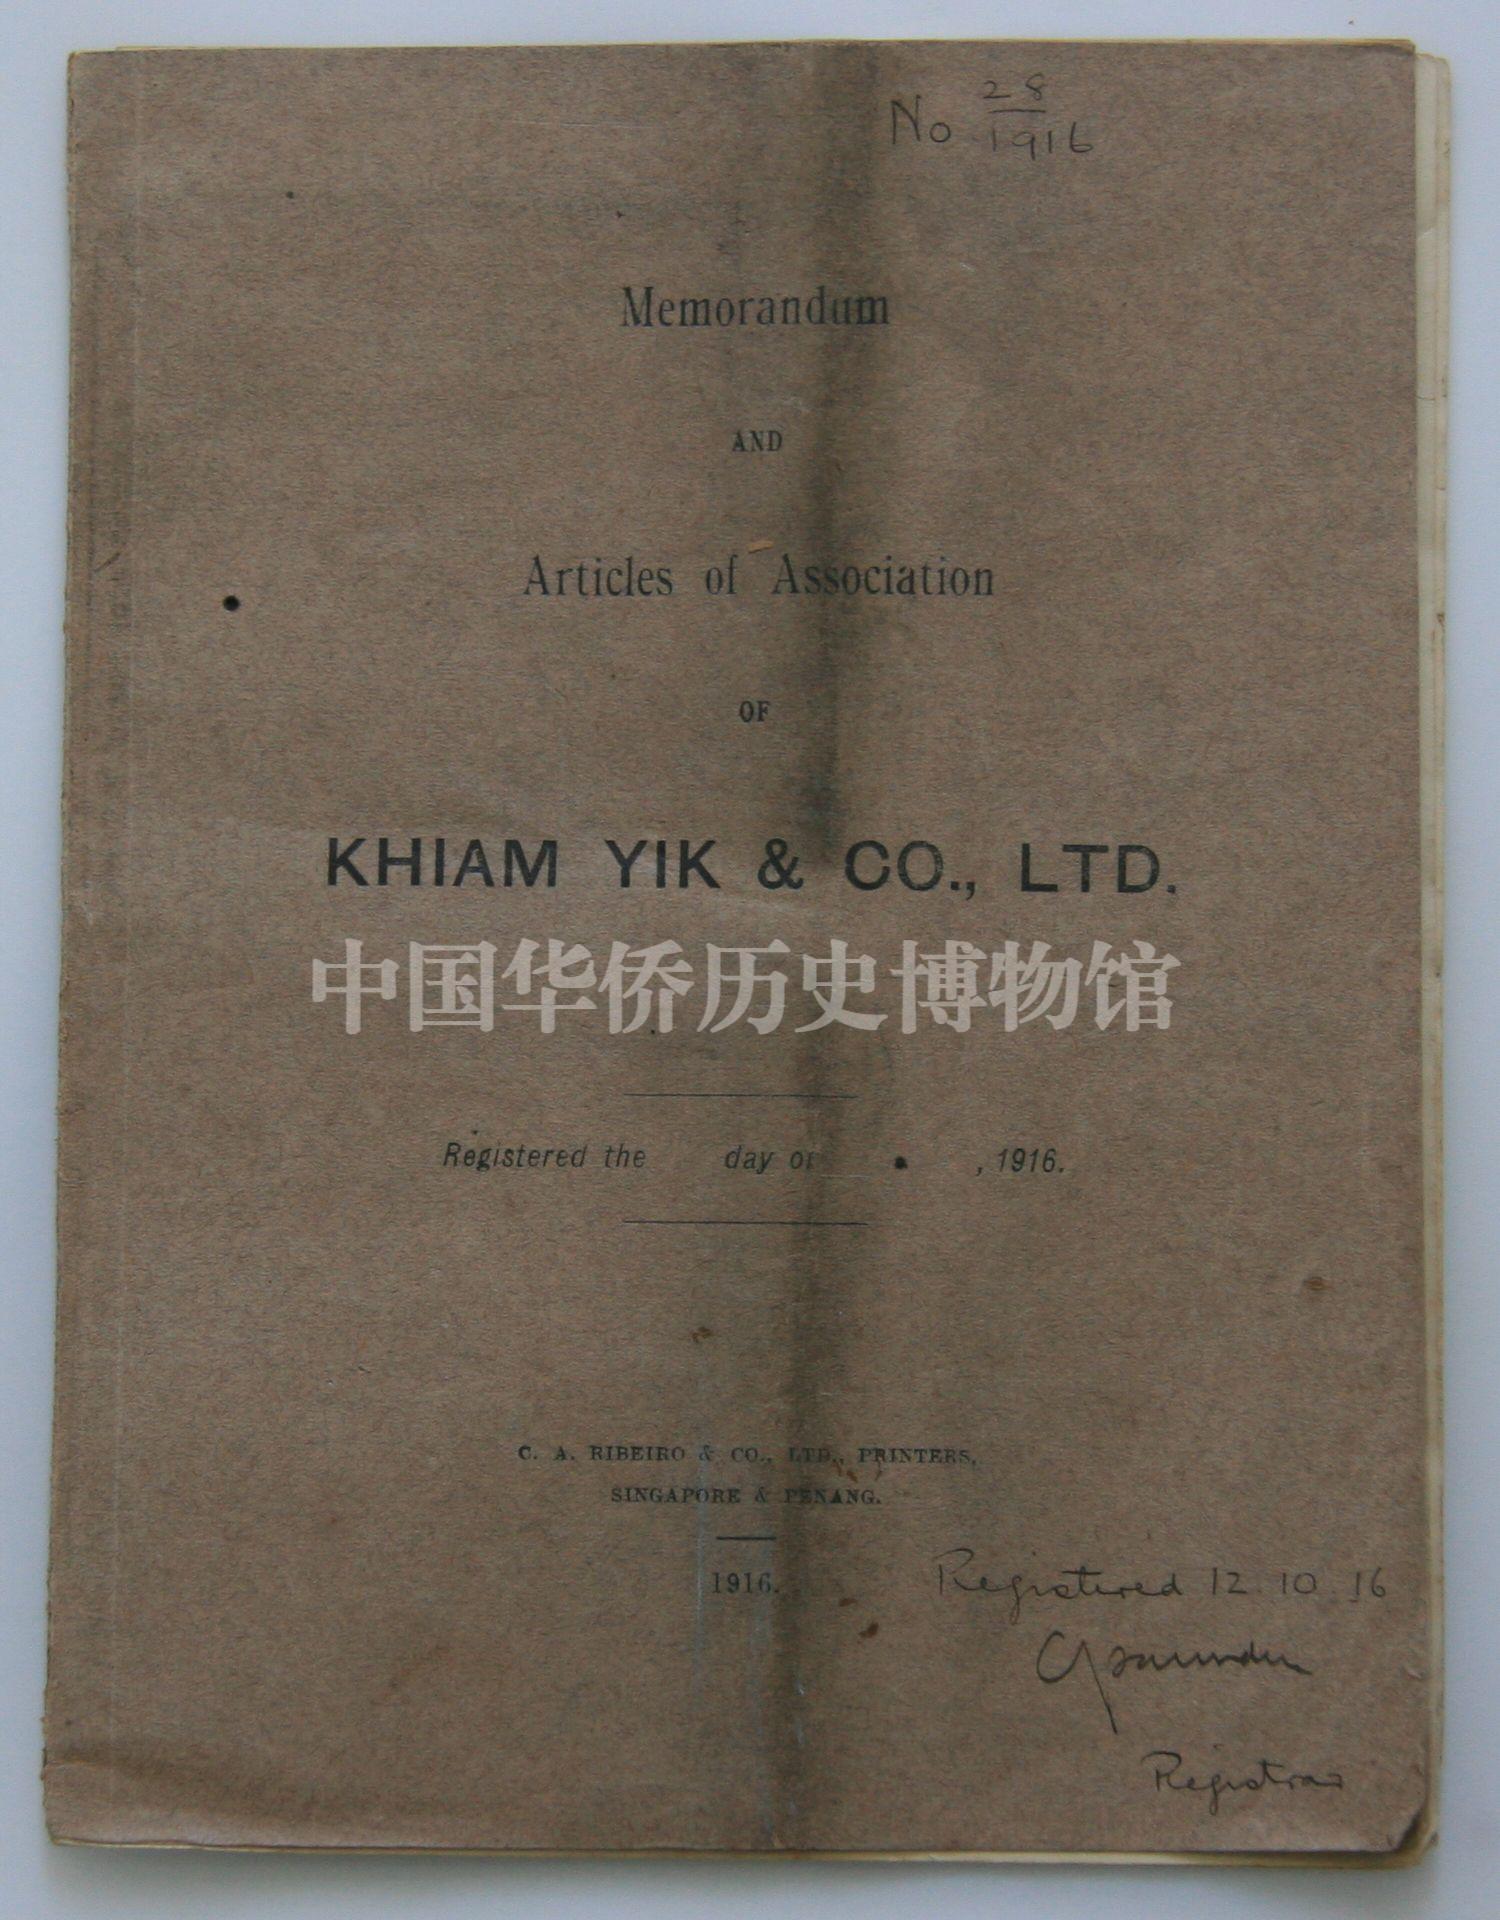 No 28/1916
Memorandum
AND
Articles of Association
OF
KHIAM YIK & CO., LTD.
中国华侨历史博物馆
Registered the day of , 1916.
C. A. RIBEIRO & CO., LTD., PRINTERS,
SINGAPORE & PENANG.
1916.
Registered 12.10.16
Registrar